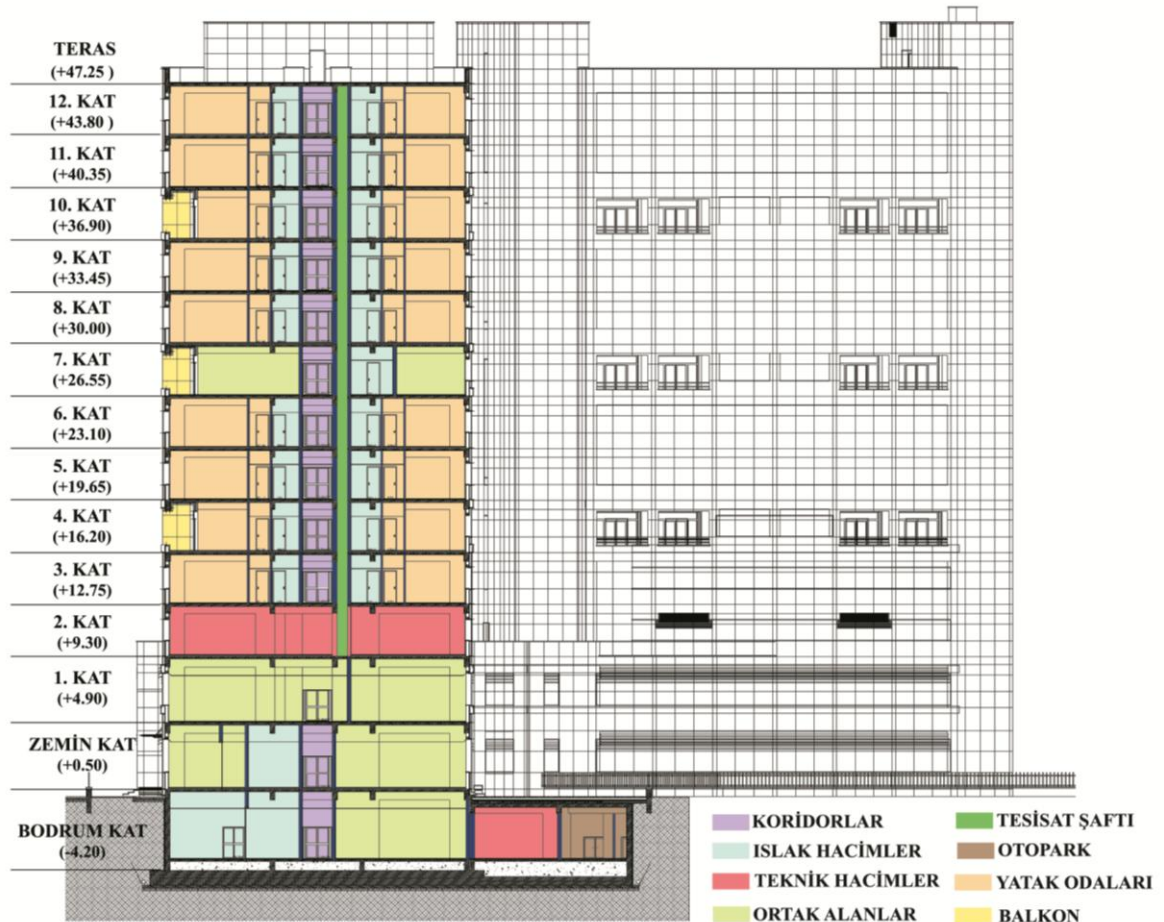 TERAS
(+47.25 )
12. KAT
(+43.80 )
11. KAT
(+40.35)
10. KAT
(+36.90)
9. KAT
(+33.45)
8. KAT
(+30.00)
7. KAT
(+26.55)
6. KAT
(+23.10)
5. KAT
(+19.65)
4. KAT
(+16.20)
3. KAT
(+12.75)
2. KAT
(+9.30)
1. KAT
(+4.90)
ZEMİN KAT
(+0.50)
BODRUM KAT
(-4.20)
KORİDORLAR
ISLAK HACİMLER
TEKNİK HACİMLER
ORTAK ALANLAR
TESİSAT ŞAFTI
OTOPARK
YATAK ODALARI
BALKON